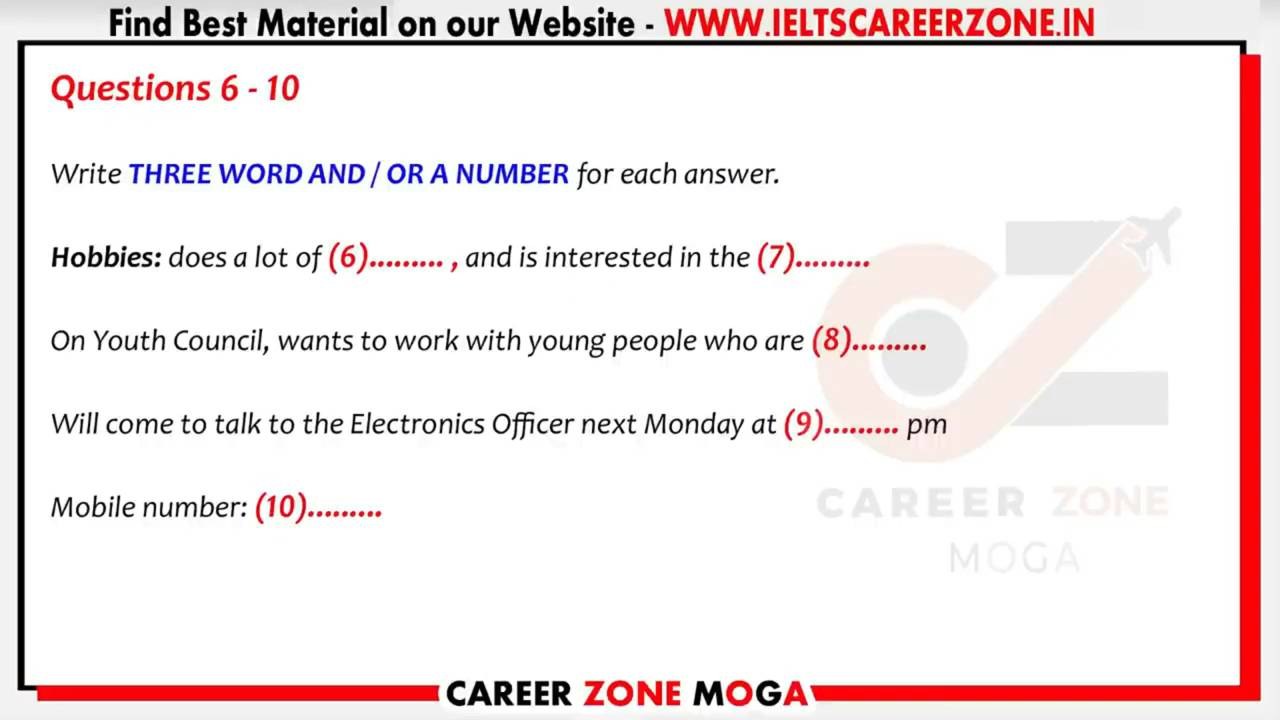 Find Best Material on our Website - WWW.IELTSCAREERZONE.IN
Questions 6 - 10
Write THREE WORD AND / OR A NUMBER for each answer.
Hobbies: does a lot of (6)......... , and is interested in the (7).........
On Youth Council, wants to work with young people who are (8).........
Will come to talk to the Electronics Officer next Monday at (9)......... pm
Mobile number: (10).........
CAREER ZONE
MOGA
CAREER ZONE MOGA